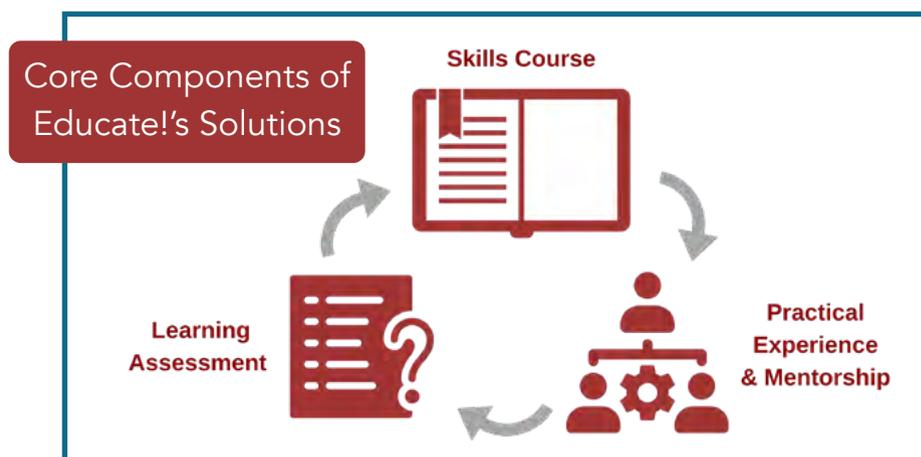 Core Components of
Educate!'s Solutions
Skills Course
Practical
Experience
& Mentorship
Learning
Assessment